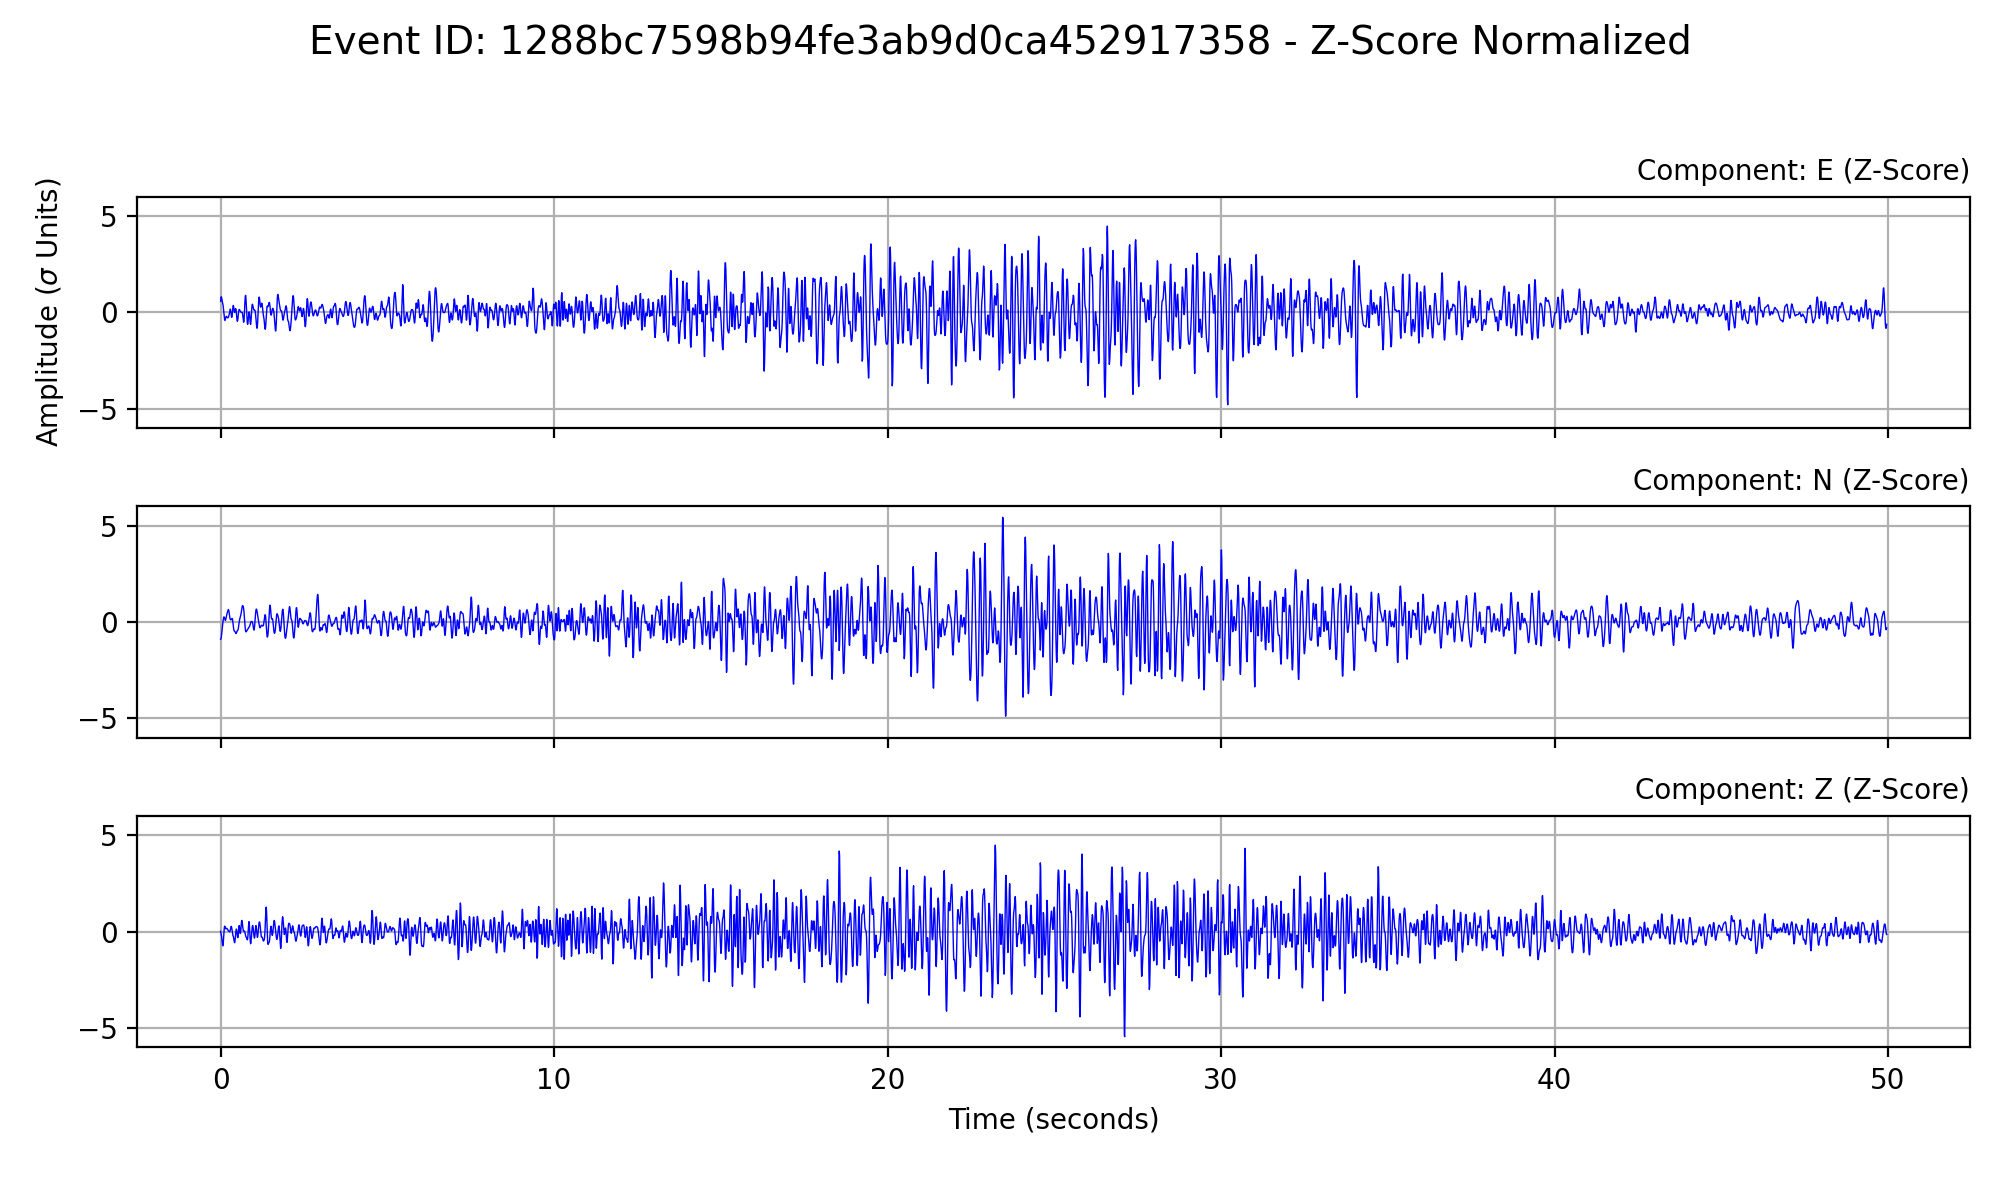 Event ID: 1288bc7598b94fe3ab9d0ca452917358 - Z-Score Normalized
Component: E (Z-Score)
Amplitude (σ Units)
5
0
−5
Component: N (Z-Score)
5
0
−5
Component: Z (Z-Score)
5
0
−5
0 10 20 30 40 50
Time (seconds)